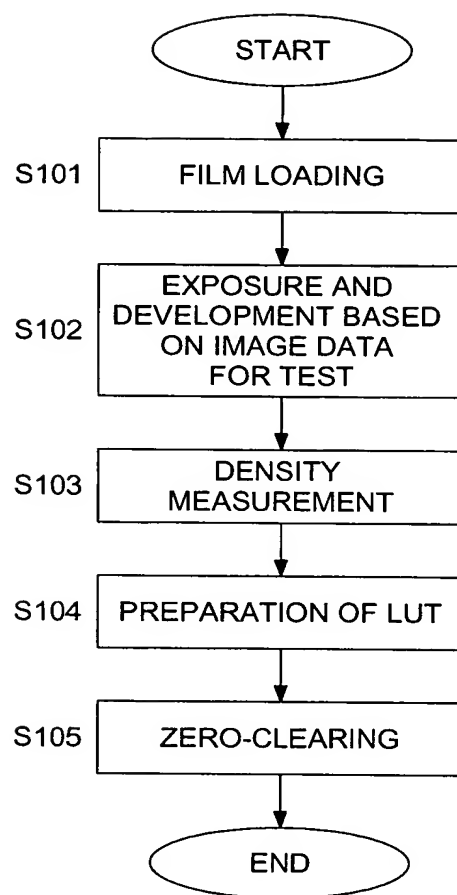 START
S101
FILM LOADING
S102
EXPOSURE AND
DEVELOPMENT BASED
ON IMAGE DATA
FOR TEST
S103
DENSITY
MEASUREMENT
S104
PREPARATION OF LUT
S105
ZERO-CLEARING
END